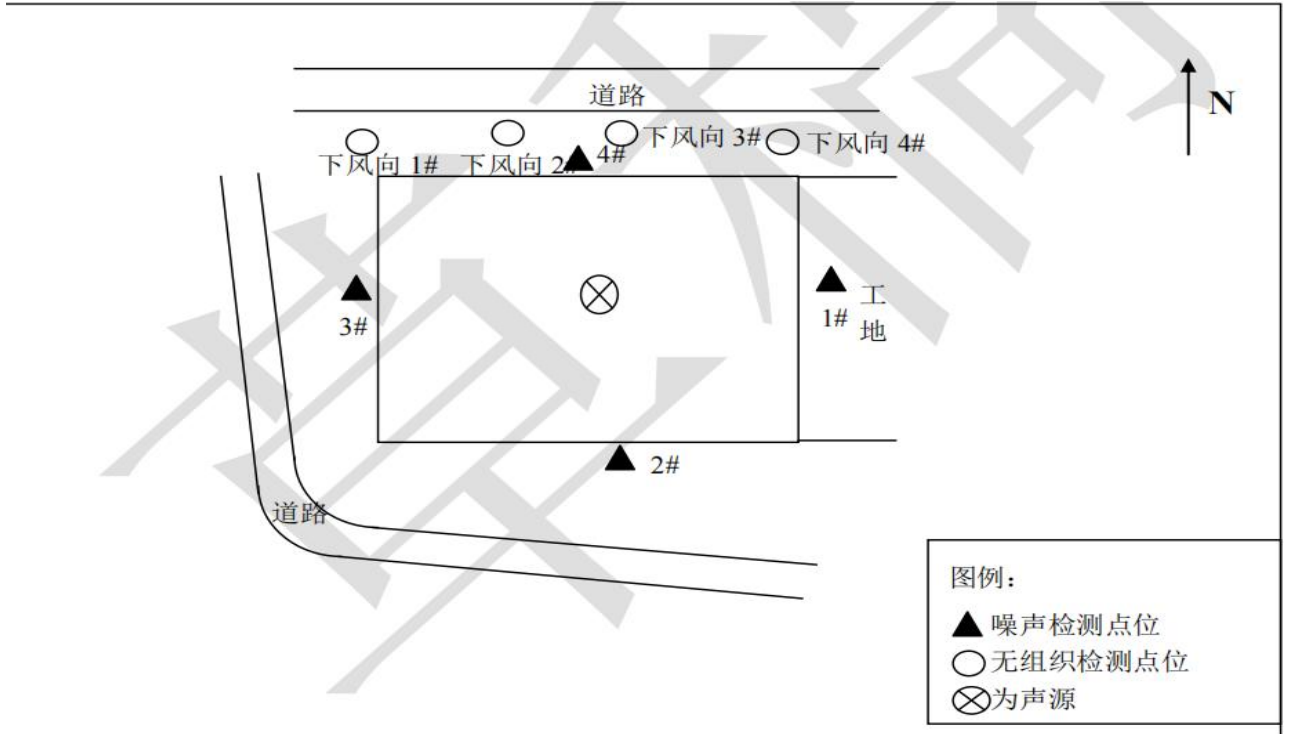 道路
N
下风向 1#
下风向 2#
4#
下风向 3#
下风向 4#
3#
1#
工
地
2#
道路
图例：
噪声检测点位
无组织检测点位
为声源
草稿